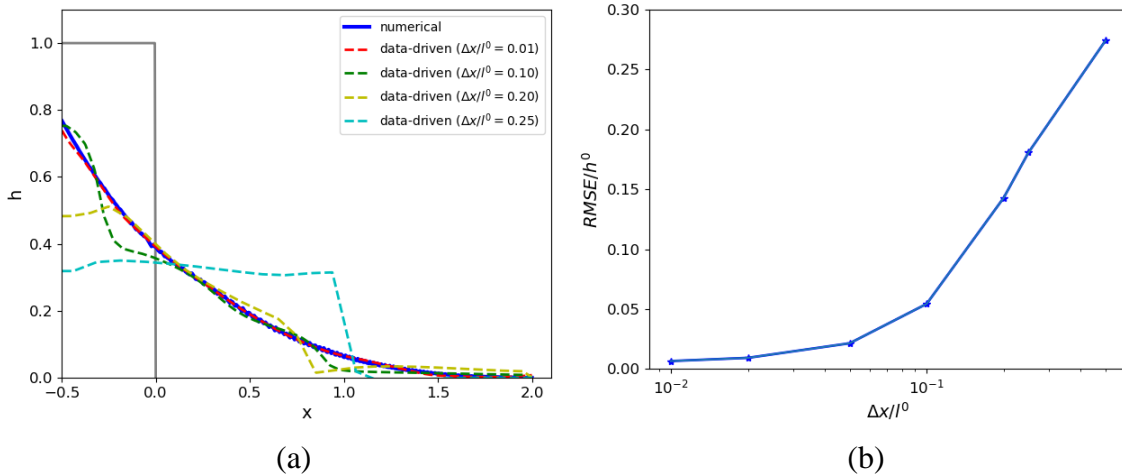 numerical
data-driven (Δx/l⁰ = 0.01)
data-driven (Δx/l⁰ = 0.10)
data-driven (Δx/l⁰ = 0.20)
data-driven (Δx/l⁰ = 0.25)
1.0
0.8
0.6
0.4
0.2
0.0
h
−0.5 0.0 0.5 1.0 1.5 2.0
x
(a)
0.30
0.25
0.20
0.15
0.10
0.05
0.00
RMSE/h⁰
10⁻² 10⁻¹
Δx/l⁰
(b)